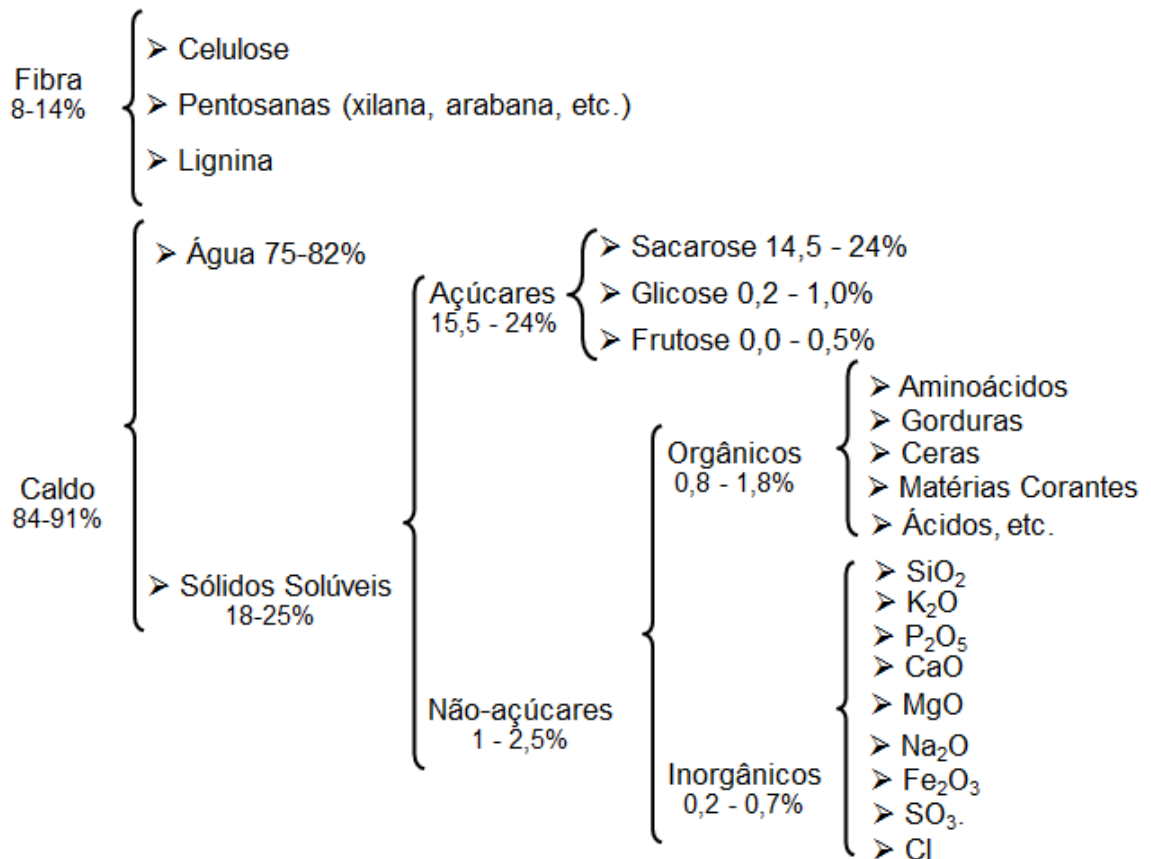 Fibra
8-14%
➤ Celulose
➤ Pentosanas (xilana, arabana, etc.)
➤ Lignina
Caldo
84-91%
➤ Água 75-82%
➤ Sólidos Solúveis
18-25%
Açúcares
15,5 - 24%
➤ Sacarose 14,5 - 24%
➤ Glicose 0,2 - 1,0%
➤ Frutose 0,0 - 0,5%
Não-açúcares
1 - 2,5%
Orgânicos
0,8 - 1,8%
➤ Aminoácidos
➤ Gorduras
➤ Ceras
➤ Matérias Corantes
➤ Ácidos, etc.
Inorgânicos
0,2 - 0,7%
➤ SiO₂
➤ K₂O
➤ P₂O₅
➤ CaO
➤ MgO
➤ Na₂O
➤ Fe₂O₃
➤ SO₃.
➤ Cl